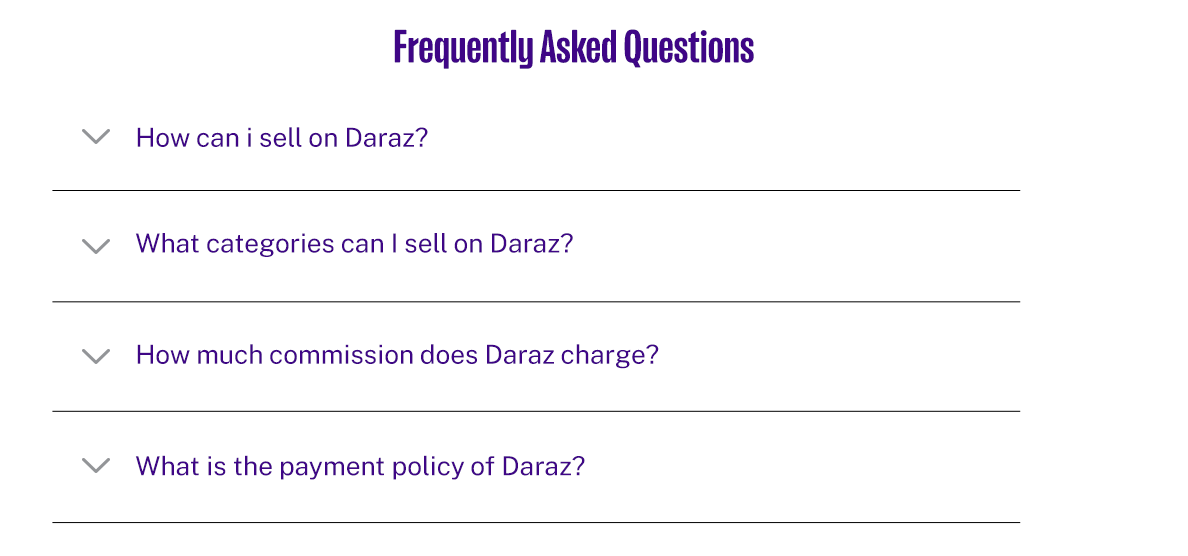 Frequently Asked Questions
How can i sell on Daraz?
What categories can I sell on Daraz?
How much commission does Daraz charge?
What is the payment policy of Daraz?